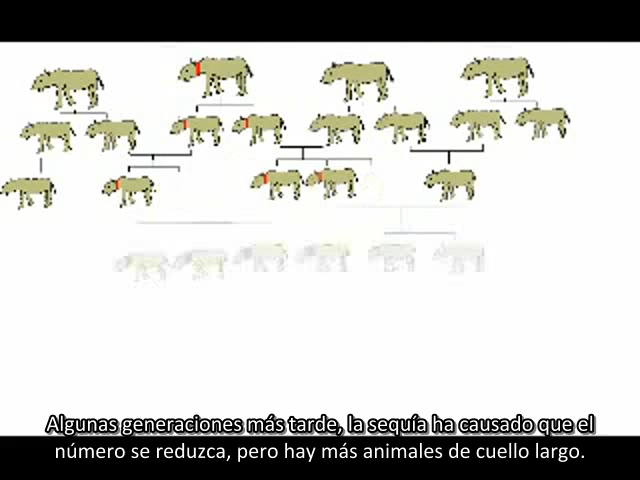 Algunas generaciones más tarde, la sequía ha causado que el
número se reduzca, pero hay más animales de cuello largo.